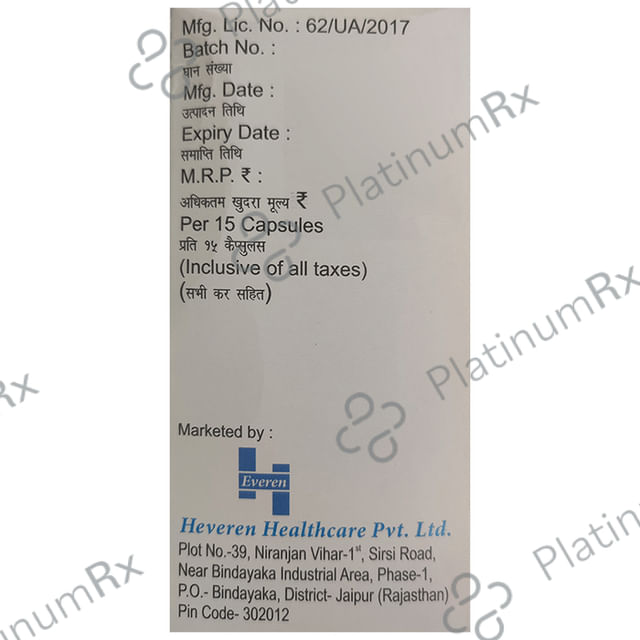 Mfg. Lic. No. : 62/UA/2017
Batch No. :
घान संख्या
Mfg. Date :
उत्पादन तिथि
Expiry Date :
समाप्ति तिथि
M.R.P. ₹ :
अधिकतम खुदरा मूल्य ₹
Per 15 Capsules
प्रति १५ कैप्सुलस
(Inclusive of all taxes)
(सभी कर सहित)
Marketed by :
Everen
Heveren Healthcare Pvt. Ltd.
Plot No.-39, Niranjan Vihar-1st, Sirsi Road,
Near Bindayaka Industrial Area, Phase-1,
P.O.- Bindayaka, District- Jaipur (Rajasthan)
Pin Code- 302012
PlatinumRx
PlatinumRx
Rx
PlatinumRx
numRx